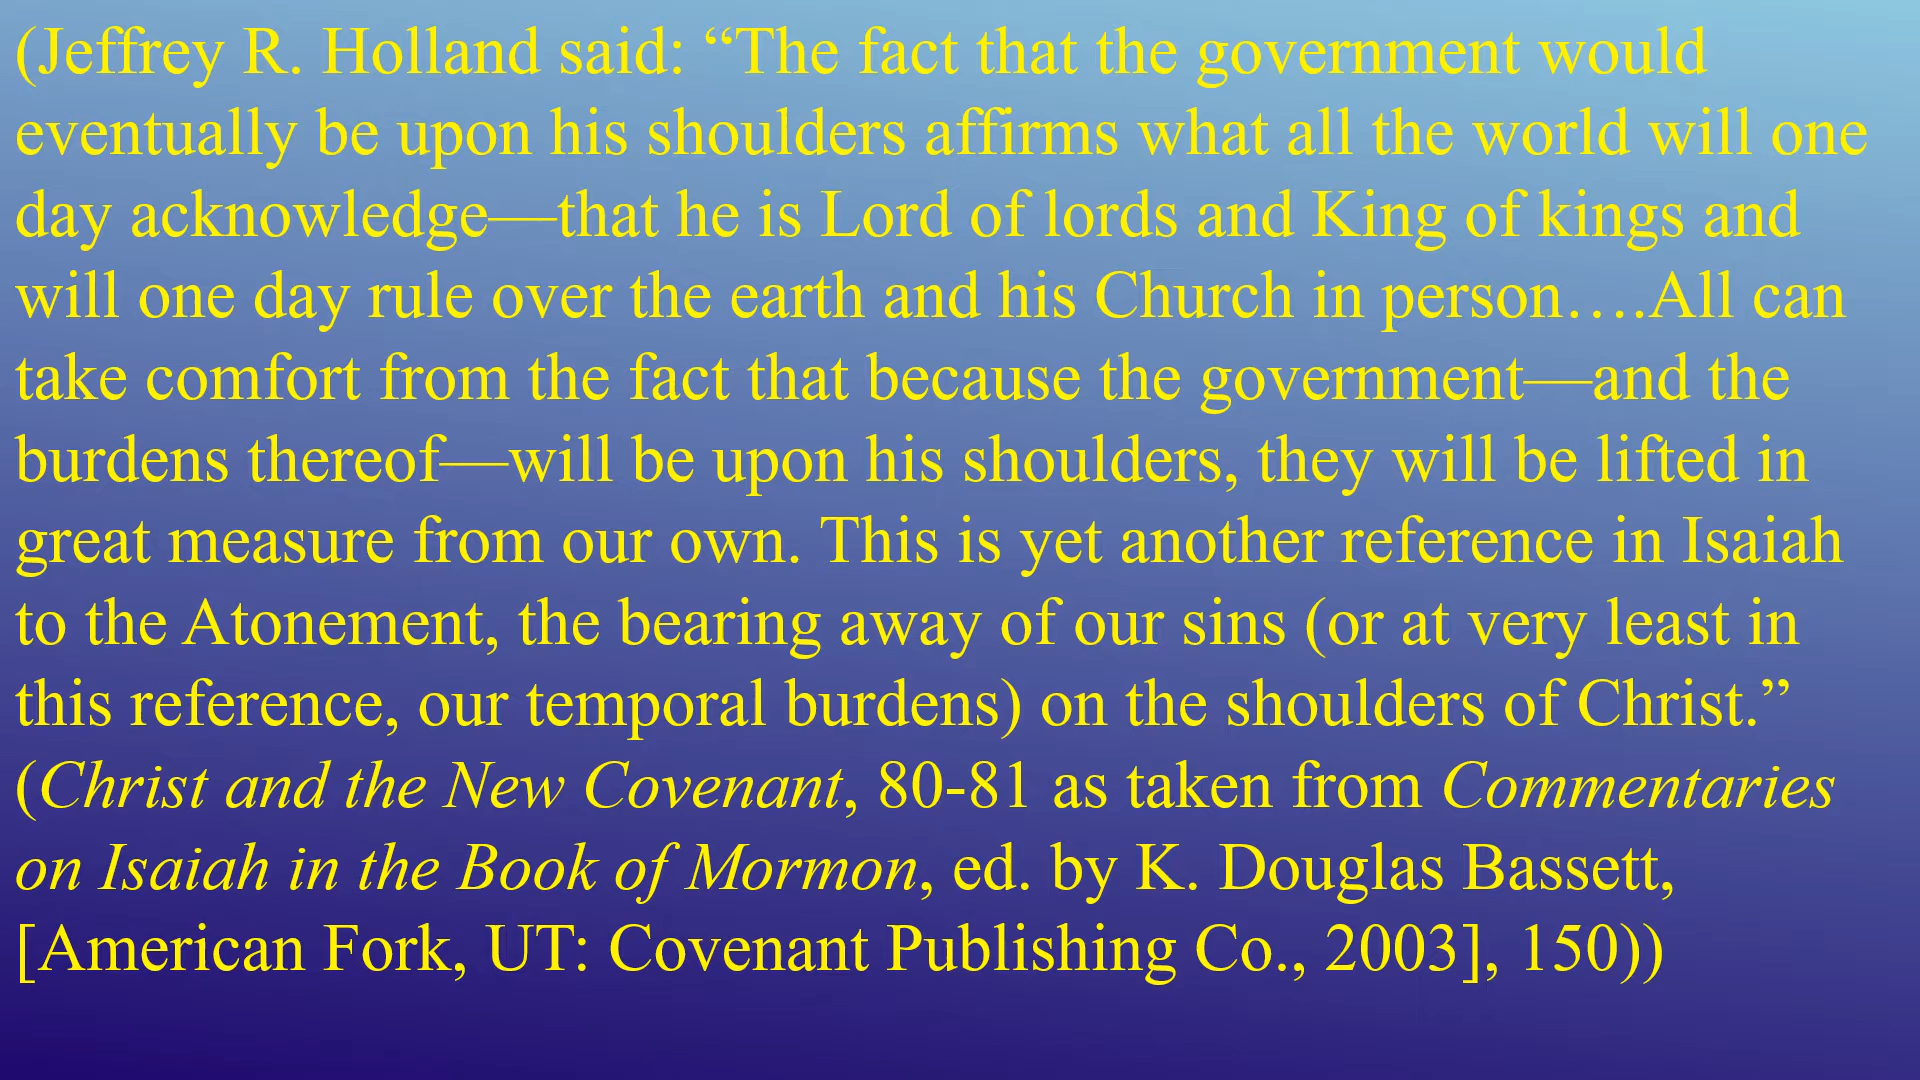 (Jeffrey R. Holland said: “The fact that the government would
eventually be upon his shoulders affirms what all the world will one
day acknowledge—that he is Lord of lords and King of kings and
will one day rule over the earth and his Church in person….All can
take comfort from the fact that because the government—and the
burdens thereof—will be upon his shoulders, they will be lifted in
great measure from our own. This is yet another reference in Isaiah
to the Atonement, the bearing away of our sins (or at very least in
this reference, our temporal burdens) on the shoulders of Christ.”
(Christ and the New Covenant, 80-81 as taken from Commentaries
on Isaiah in the Book of Mormon, ed. by K. Douglas Bassett,
[American Fork, UT: Covenant Publishing Co., 2003], 150))